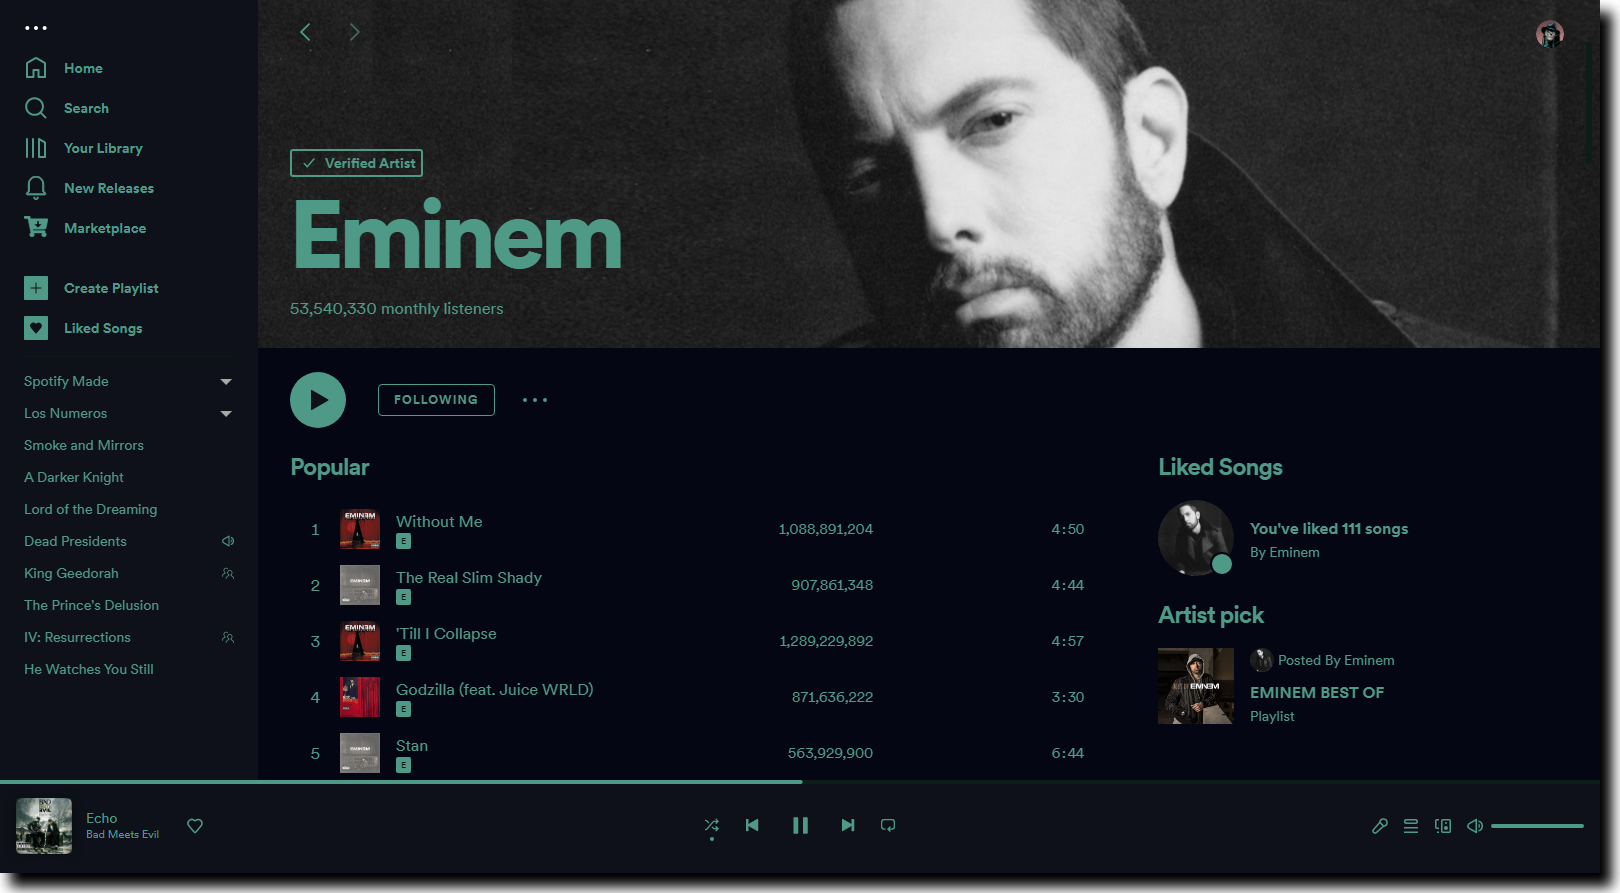 Home
Search
Your Library
New Releases
Marketplace
Create Playlist
Liked Songs
Spotify Made
Los Numeros
Smoke and Mirrors
A Darker Knight
Lord of the Dreaming
Dead Presidents
King Geedorah
The Prince's Delusion
IV: Resurrections
He Watches You Still
Verified Artist
Eminem
53,540,330 monthly listeners
FOLLOWING
Popular
1 EMINEM Without Me 1,088,891,204 4:50
E
2 EMINEM The Real Slim Shady 907,861,348 4:44
E
3 EMINEM 'Till I Collapse 1,289,229,892 4:57
E
4 Godzilla (feat. Juice WRLD) 871,636,222 3:30
E
5 EMINEM Stan 563,929,900 6:44
E
Liked Songs
You've liked 111 songs
By Eminem
Artist pick
Posted By Eminem
EMINEM BEST OF
Playlist
Echo
Bad Meets Evil